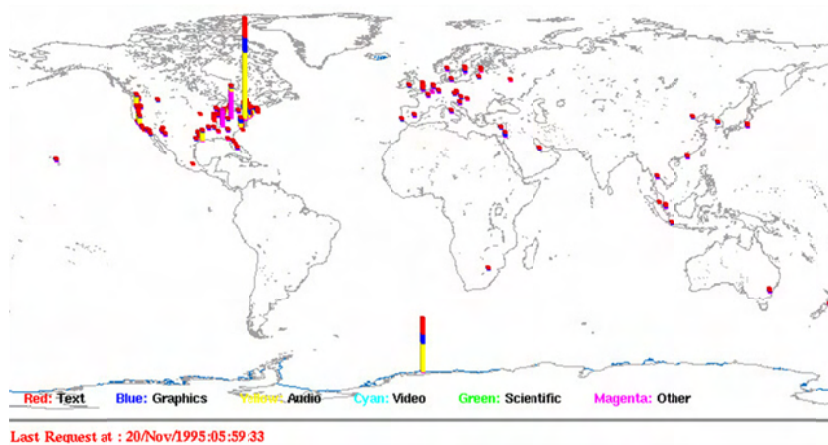 Red: Text Blue: Graphics Yellow: Audio Cyan: Video Green: Scientific Magenta: Other
Last Request at : 20/Nov/1995:05:59:33